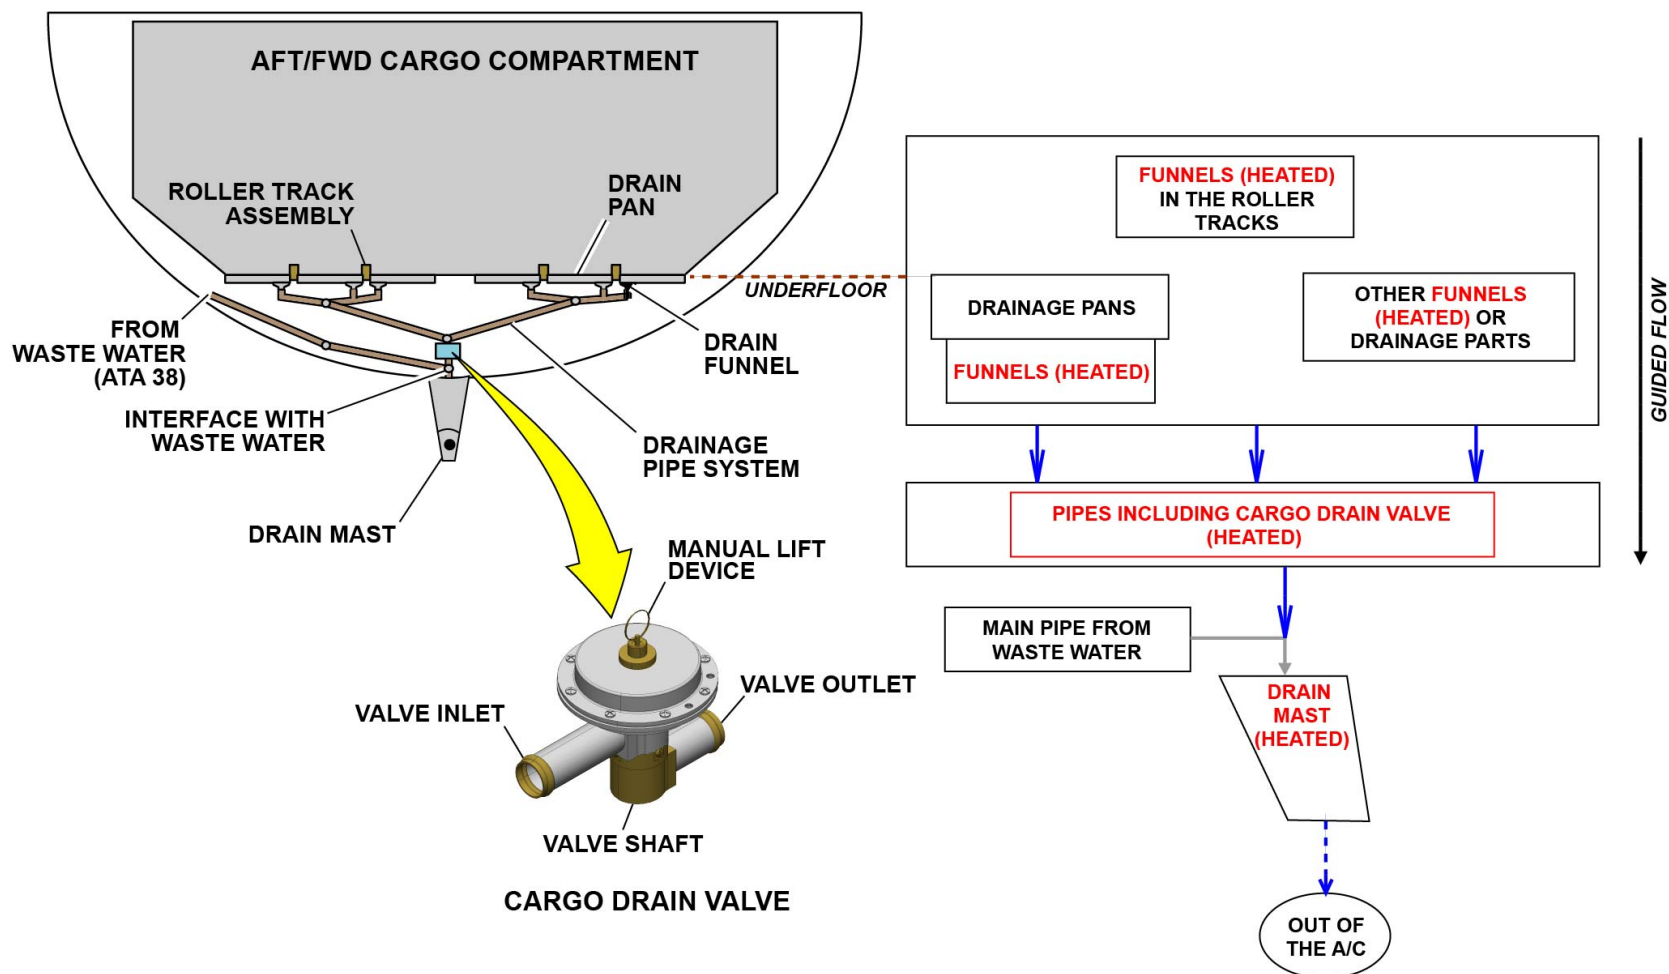 AFT/FWD CARGO COMPARTMENT
ROLLER TRACK
ASSEMBLY
DRAIN
PAN
UNDERFLOOR
FROM
WASTE WATER
(ATA 38)
DRAIN
FUNNEL
INTERFACE WITH
WASTE WATER
DRAINAGE
PIPE SYSTEM
DRAIN MAST
MANUAL LIFT
DEVICE
VALVE OUTLET
VALVE INLET
VALVE SHAFT
CARGO DRAIN VALVE
FUNNELS (HEATED)
IN THE ROLLER
TRACKS
DRAINAGE PANS
FUNNELS (HEATED)
OTHER FUNNELS
(HEATED) OR
DRAINAGE PARTS
GUIDED FLOW
PIPES INCLUDING CARGO DRAIN VALVE
(HEATED)
MAIN PIPE FROM
WASTE WATER
DRAIN
MAST
(HEATED)
OUT OF
THE A/C